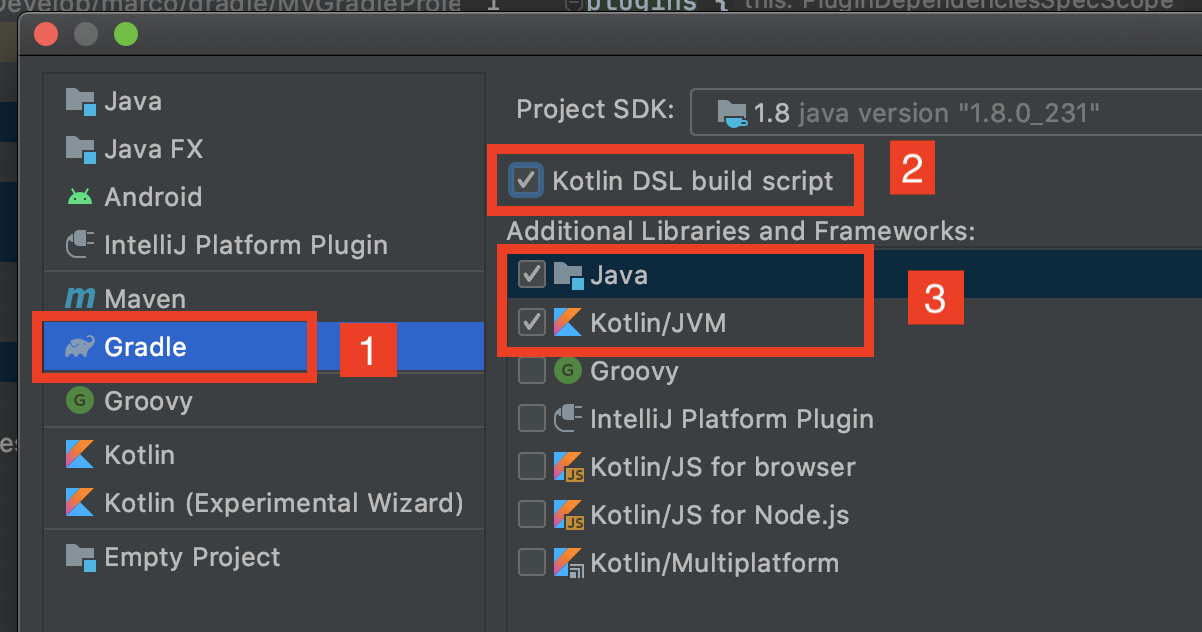 Develop/marco/gradle/MyGradleProje
1
plugins { this: PluginDependenciesSpecScope
Java
Java FX
Android
IntelliJ Platform Plugin
m Maven
Gradle
1
G Groovy
Kotlin
Kotlin (Experimental Wizard)
Empty Project
Project SDK: 1.8 java version "1.8.0_231"
Kotlin DSL build script
2
Additional Libraries and Frameworks:
Java
Kotlin/JVM
3
G Groovy
IntelliJ Platform Plugin
JS Kotlin/JS for browser
JS Kotlin/JS for Node.js
Kotlin/Multiplatform
es